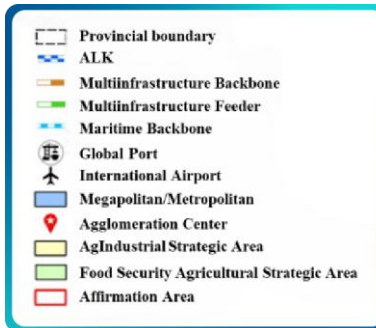 Provincial boundary
ALK
Multiinfrastructure Backbone
Multiinfrastructure Feeder
Maritime Backbone
Global Port
International Airport
Megapolitan/Metropolitan
Agglomeration Center
AgIndustrial Strategic Area
Food Security Agricultural Strategic Area
Affirmation Area